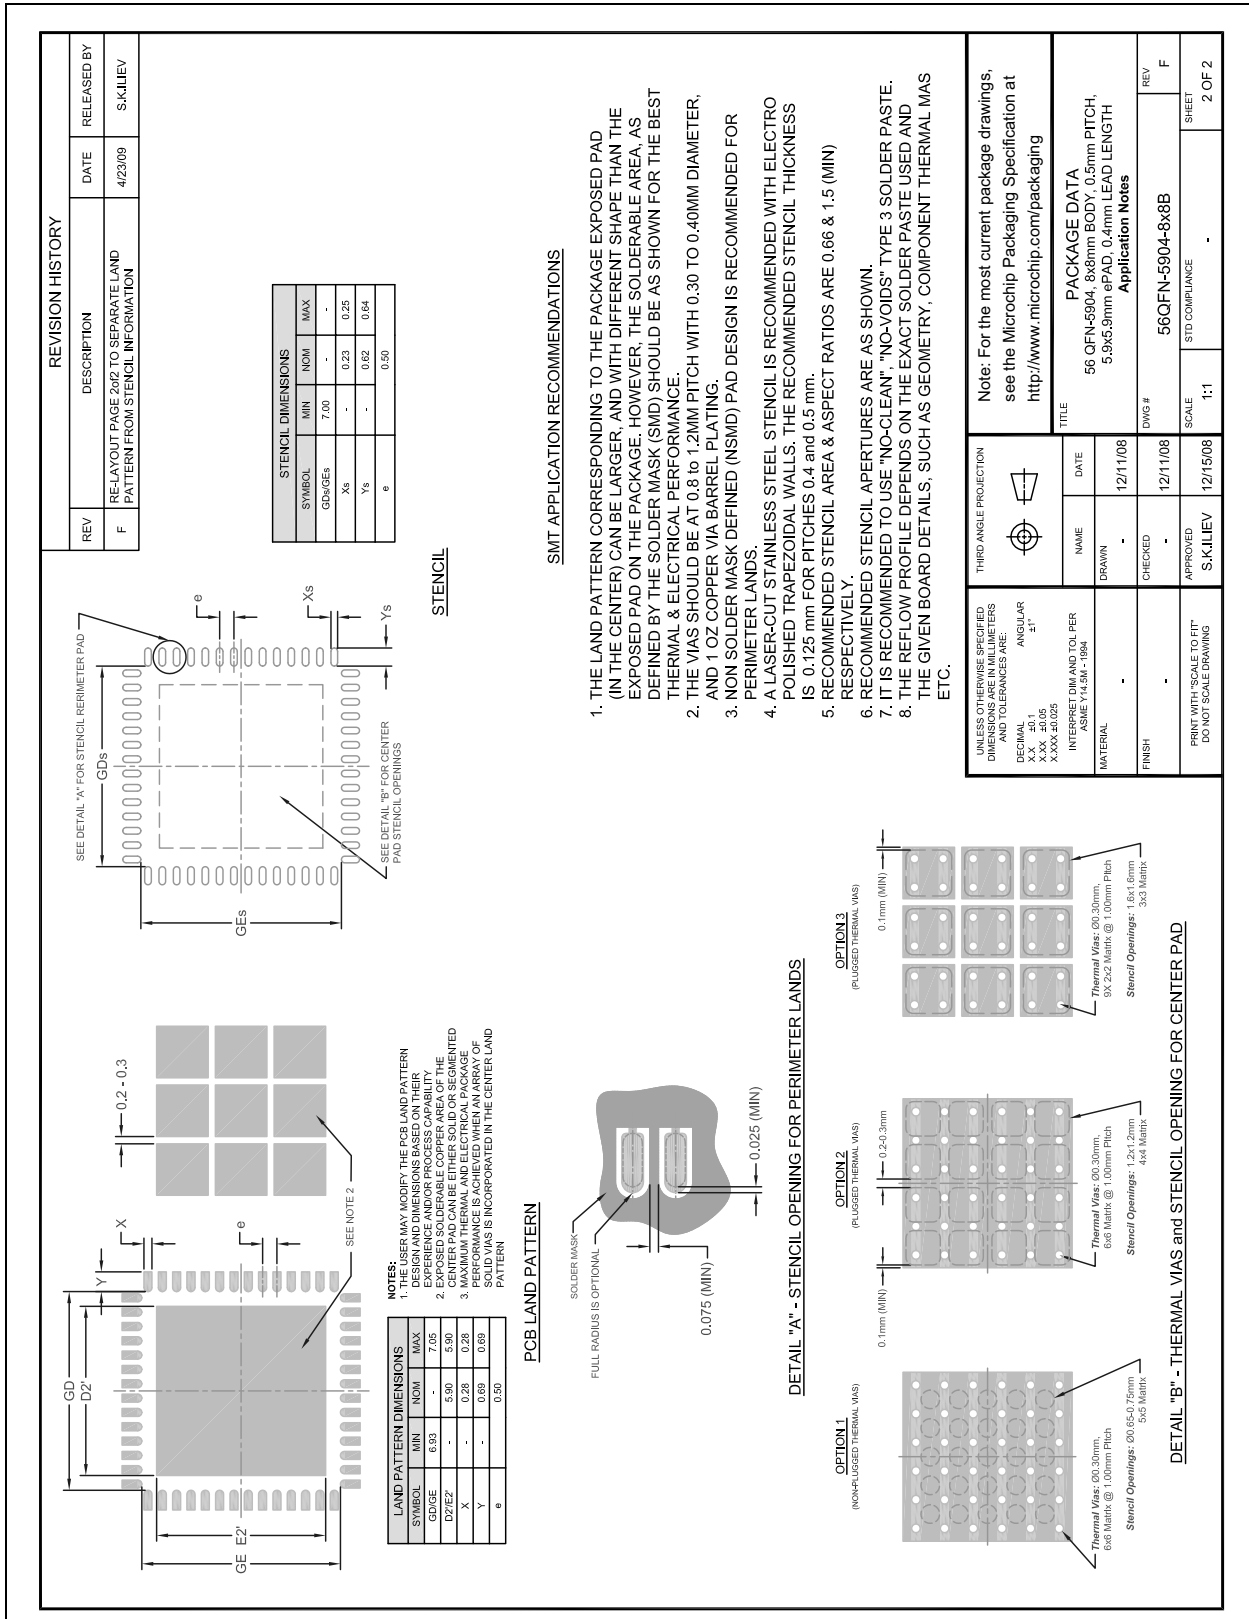 REVISION HISTORY
REV
DESCRIPTION
DATE
RELEASED BY
F
RE-LAYOUT PAGE 2of2 TO SEPARATE LAND
PATTERN FROM STENCIL INFORMATION
4/23/09
S.K.ILIEV
GD
D2'
GE
E2'
Y
X
e
0.2 - 0.3
SEE NOTE 2
LAND PATTERN DIMENSIONS
SYMBOL MIN NOM MAX
GD/GE 6.93 - 7.05
D2'/E2' - 5.90 5.90
X - 0.28 0.28
Y - 0.69 0.69
e 0.50
NOTES:
1. THE USER MAY MODIFY THE PCB LAND PATTERN
DESIGN AND DIMENSIONS BASED ON THEIR
EXPERIENCE AND/OR PROCESS CAPABILITY
2. EXPOSED SOLDERABLE COPPER AREA OF THE
CENTER PAD CAN BE EITHER SOLID OR SEGMENTED
3. MAXIMUM THERMAL AND ELECTRICAL PACKAGE
PERFORMANCE IS ACHIEVED WHEN AN ARRAY OF
SOLID VIAS IS INCORPORATED IN THE CENTER LAND
PATTERN
PCB LAND PATTERN
SEE DETAIL "A" FOR STENCIL RERIMETER PAD
GDs
GEs
e
Xs
Ys
SEE DETAIL "B" FOR CENTER
PAD STENCIL OPENINGS
STENCIL
STENCIL DIMENSIONS
SYMBOL MIN NOM MAX
GDs/GEs 7.00 - -
Xs - 0.23 0.25
Ys - 0.62 0.64
e 0.50
SOLDER MASK
FULL RADIUS IS OPTIONAL
0.075 (MIN)
0.025 (MIN)
DETAIL "A" - STENCIL OPENING FOR PERIMETER LANDS
SMT APPLICATION RECOMMENDATIONS
1. THE LAND PATTERN CORRESPONDING TO THE PACKAGE EXPOSED PAD
(IN THE CENTER) CAN BE LARGER, AND WITH DIFFERENT SHAPE THAN THE
EXPOSED PAD ON THE PACKAGE. HOWEVER, THE SOLDERABLE AREA, AS
DEFINED BY THE SOLDER MASK (SMD) SHOULD BE AS SHOWN FOR THE BEST
THERMAL & ELECTRICAL PERFORMANCE.
2. THE VIAS SHOULD BE AT 0.8 to 1.2MM PITCH WITH 0.30 TO 0.40MM DIAMETER,
AND 1 OZ COPPER VIA BARREL PLATING.
3. NON SOLDER MASK DEFINED (NSMD) PAD DESIGN IS RECOMMENDED FOR
PERIMETER LANDS.
4. A LASER-CUT STAINLESS STEEL STENCIL IS RECOMMENDED WITH ELECTRO
POLISHED TRAPEZOIDAL WALLS. THE RECOMMENDED STENCIL THICKNESS
IS 0.125 mm FOR PITCHES 0.4 and 0.5 mm.
5. RECOMMENDED STENCIL AREA & ASPECT RATIOS ARE 0.66 & 1.5 (MIN)
RESPECTIVELY.
6. RECOMMENDED STENCIL APERTURES ARE AS SHOWN.
7. IT IS RECOMMENDED TO USE "NO-CLEAN", "NO-VOIDS" TYPE 3 SOLDER PASTE.
8. THE REFLOW PROFILE DEPENDS ON THE EXACT SOLDER PASTE USED AND
THE GIVEN BOARD DETAILS, SUCH AS GEOMETRY, COMPONENT THERMAL MAS
ETC.
OPTION 1
(NON-PLUGGED THERMAL VIAS)
Thermal Vias: Ø0.30mm,
6x6 Matrix @ 1.00mm Pitch
Stencil Openings: Ø0.65-0.75mm
5x5 Matrix
OPTION 2
(PLUGGED THERMAL VIAS)
0.1mm (MIN)
0.2-0.3mm
Thermal Vias: Ø0.30mm,
6x6 Matrix @ 1.00mm Pitch
Stencil Openings: 1.2x1.2mm
4x4 Matrix
OPTION 3
(PLUGGED THERMAL VIAS)
0.1mm (MIN)
Thermal Vias: Ø0.30mm,
9X 2x2 Matrix @ 1.00mm Pitch
Stencil Openings: 1.6x1.6mm
3x3 Matrix
DETAIL "B" - THERMAL VIAS and STENCIL OPENING FOR CENTER PAD
UNLESS OTHERWISE SPECIFIED
DIMENSIONS ARE IN MILLIMETERS
AND TOLERANCES ARE:
DECIMAL ANGULAR
X.X ±0.1 ±1°
X.XX ±0.05
X.XXX ±0.025
INTERPRET DIM AND TOL PER
ASME Y14.5M - 1994
MATERIAL
-
FINISH
-
PRINT WITH "SCALE TO FIT"
DO NOT SCALE DRAWING
THIRD ANGLE PROJECTION
NAME DATE
DRAWN
- 12/11/08
CHECKED
- 12/11/08
APPROVED
S.K.ILIEV 12/15/08
Note: For the most current package drawings,
see the Microchip Packaging Specification at
http://www.microchip.com/packaging
TITLE
PACKAGE DATA
56 QFN-5904, 8x8mm BODY, 0.5mm PITCH,
5.9x5.9mm ePAD, 0.4mm LEAD LENGTH
Application Notes
DWG #
56QFN-5904-8x8B
REV
F
SCALE
1:1
STD COMPLIANCE
-
SHEET
2 OF 2